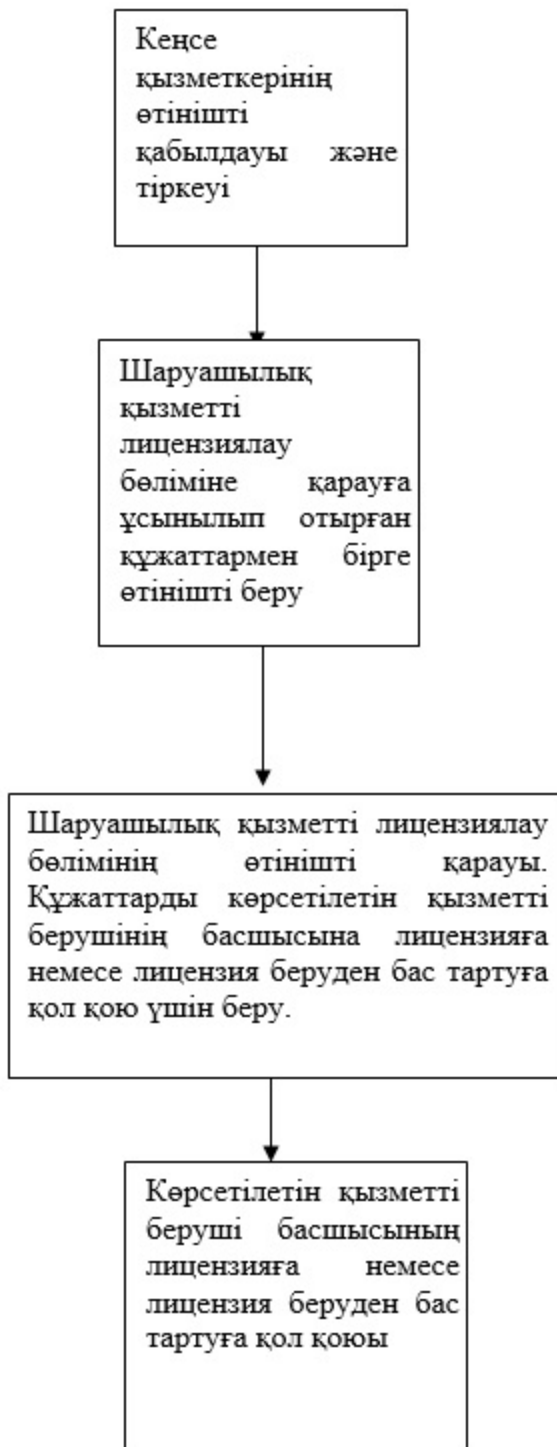 Кеңсе
қызметкерінің
өтінішті
қабылдауы және
тіркеуі
Шаруашылық
қызметті
лицензиялау
бөліміне қарауға
ұсынылып отырған
құжаттармен бірге
өтінішті беру
Шаруашылық қызметті лицензиялау
бөлімінің өтінішті қарауы.
Құжаттарды көрсетілетін қызметті
берушінің басшысына лицензияға
немесе лицензия беруден бас тартуға
қол қою үшін беру.
Көрсетілетін қызметті
беруші басшысының
лицензияға немесе
лицензия беруден бас
тартуға қол қоюы